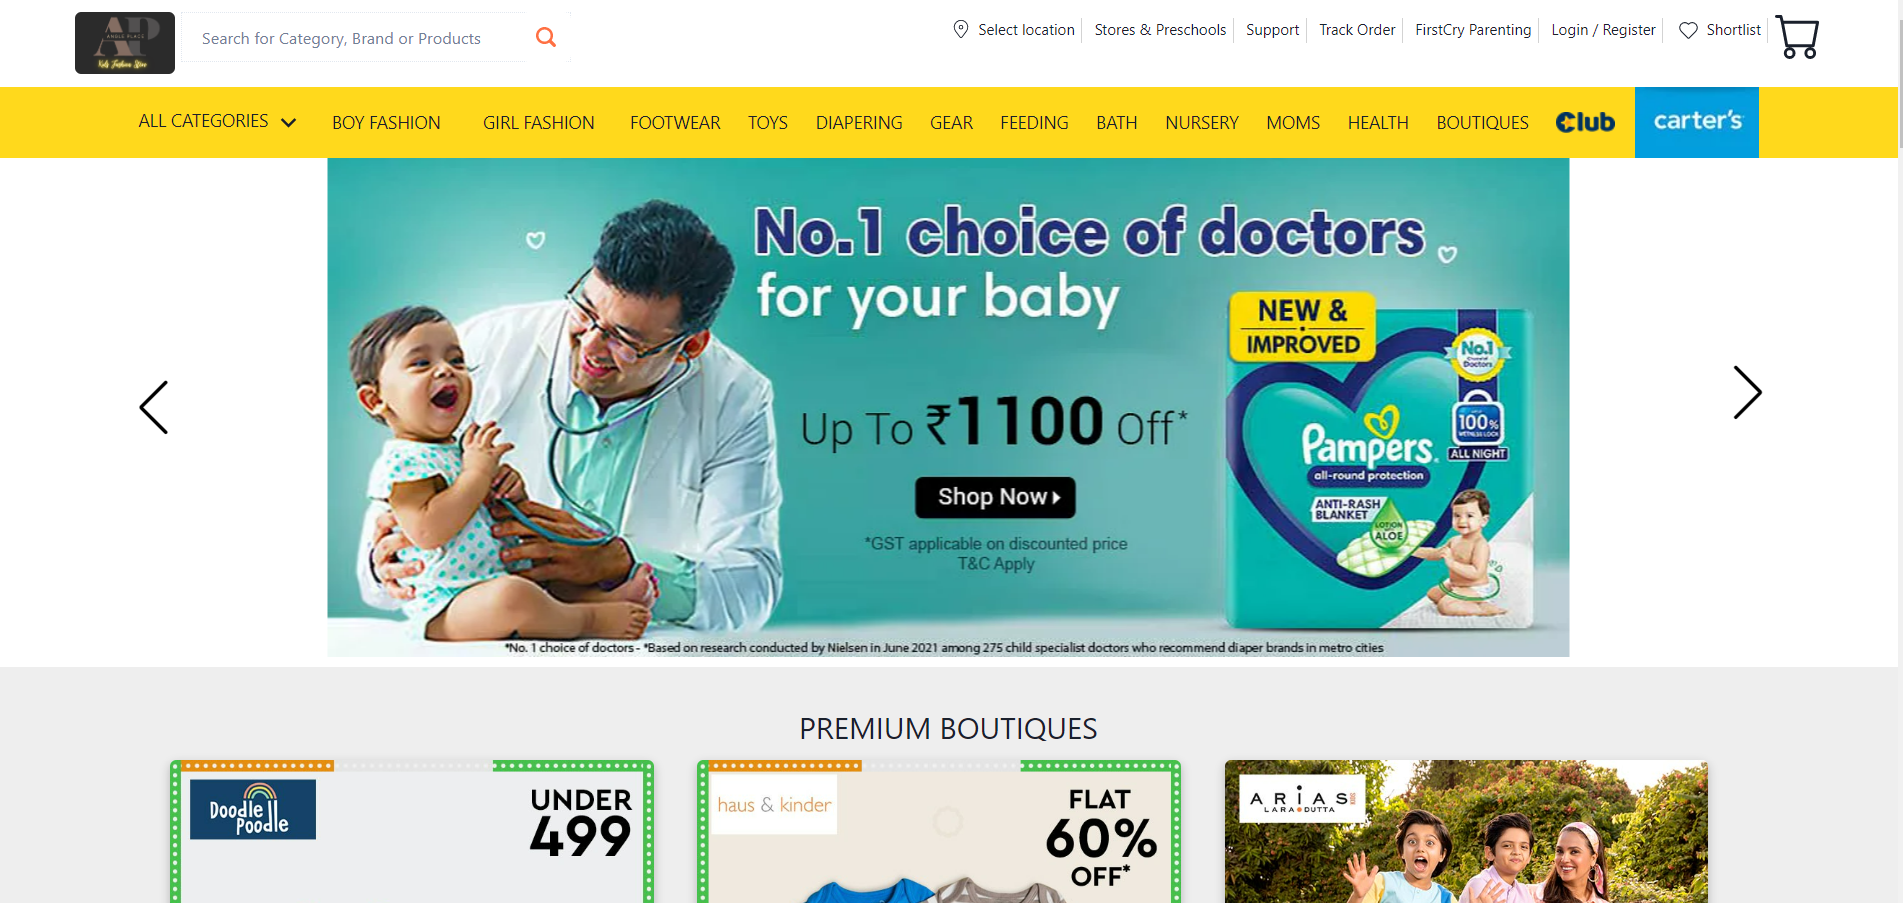 AP
ANGLE PLACE
Kids Fashion Store
Search for Category, Brand or Products
Select location
Stores & Preschools
Support
Track Order
FirstCry Parenting
Login / Register
Shortlist
ALL CATEGORIES
BOY FASHION
GIRL FASHION
FOOTWEAR
TOYS
DIAPERING
GEAR
FEEDING
BATH
NURSERY
MOMS
HEALTH
BOUTIQUES
Club
carter's
No.1 choice of doctors
for your baby
Up To ₹1100 Off*
Shop Now
*GST applicable on discounted price
T&C Apply
NEW &
IMPROVED
No.1
Doctors
100%
WETNESS LOCK
ALL NIGHT
Pampers
all-round protection
ANTI-RASH
BLANKET
LOTION
ALOE
*No. 1 choice of doctors - *Based on research conducted by Nielsen in June 2021 among 275 child specialist doctors who recommend diaper brands in metro cities
PREMIUM BOUTIQUES
Doodle
Poodle
UNDER
499
haus & kinder
FLAT
60%
OFF*
ARIAS
LARA DUTTA